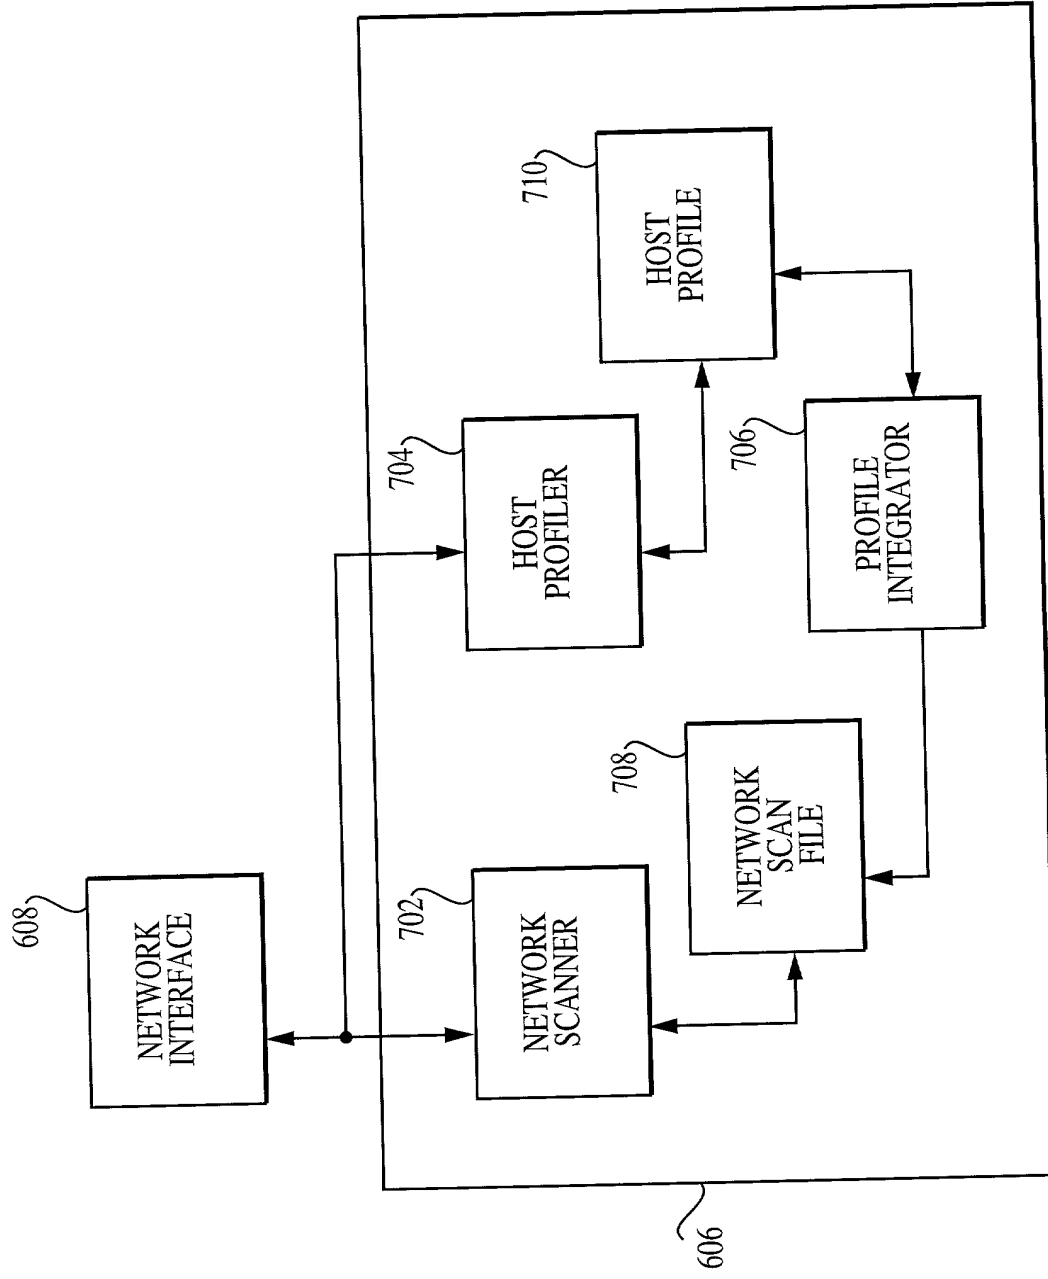 608
NETWORK
INTERFACE
702
NETWORK
SCANNER
704
HOST
PROFILER
710
HOST
PROFILE
708
NETWORK
SCAN
FILE
706
PROFILE
INTEGRATOR
606